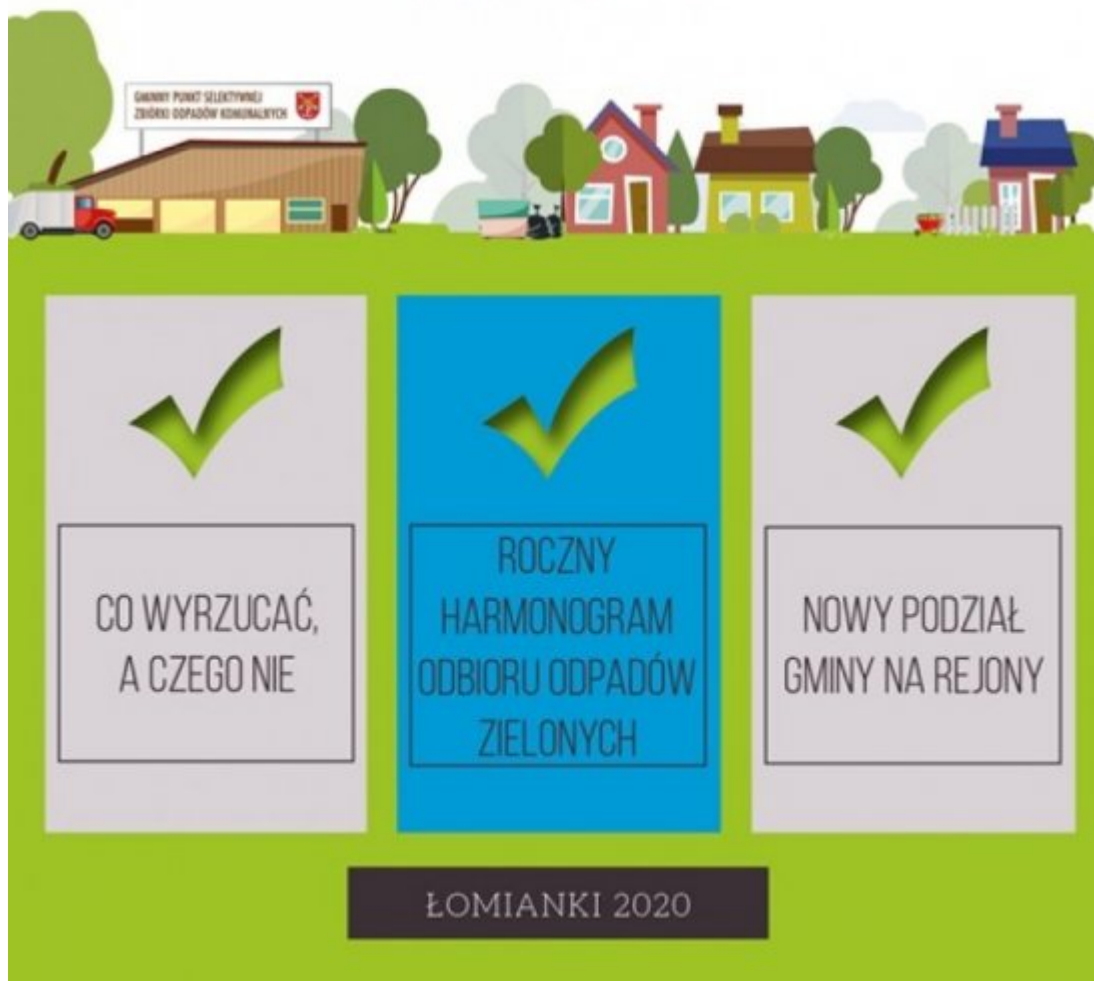 GMINNY PUNKT SELEKTYWNEJ
ZBIÓRKI ODPADÓW KOMUNALNYCH
CO WYRZUCAĆ,
A CZEGO NIE
ROCZNY
HARMONOGRAM
ODBIORU ODPADÓW
ZIELONYCH
NOWY PODZIAŁ
GMINY NA REJONY
ŁOMIANKI 2020